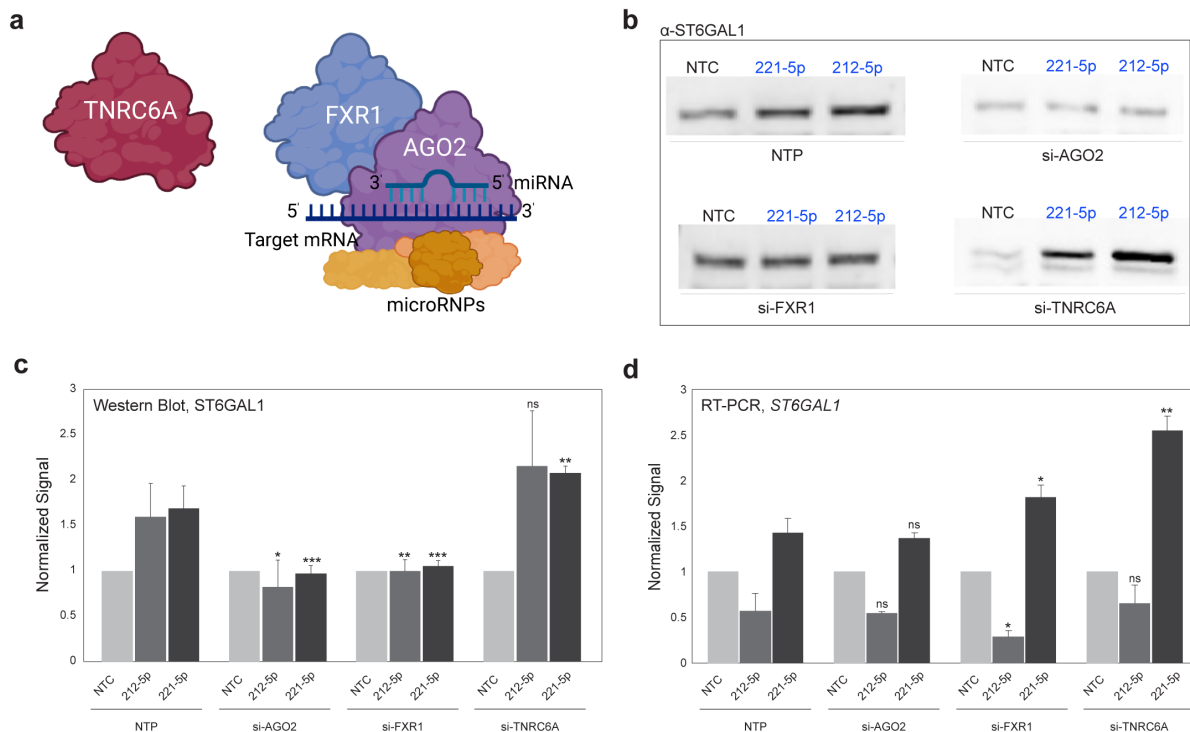 a
TNRC6A
FXR1
AGO2
3' 5' miRNA
5' 3'
Target mRNA
microRNPs
b
α-ST6GAL1
NTC 221-5p 212-5p
NTP
NTC 221-5p 212-5p
si-AGO2
NTC 221-5p 212-5p
si-FXR1
NTC 221-5p 212-5p
si-TNRC6A
c
Western Blot, ST6GAL1
Normalized Signal
3
2.5
2
1.5
1
0.5
0
* *** ** *** ns **
NTC 212-5p 221-5p NTC 212-5p 221-5p NTC 212-5p 221-5p NTC 212-5p 221-5p
NTP si-AGO2 si-FXR1 si-TNRC6A
d
RT-PCR, ST6GAL1
Normalized Signal
3
2.5
2
1.5
1
0.5
0
ns ns * * ns **
NTC 212-5p 221-5p NTC 212-5p 221-5p NTC 212-5p 221-5p NTC 212-5p 221-5p
NTP si-AGO2 si-FXR1 si-TNRC6A